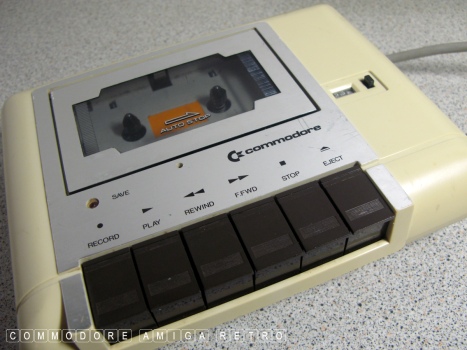 AUTO-STOP
commodore
SAVE
RECORD
PLAY
REWIND
F.FWD
STOP
EJECT
COMMODORE AMIGA RETRO